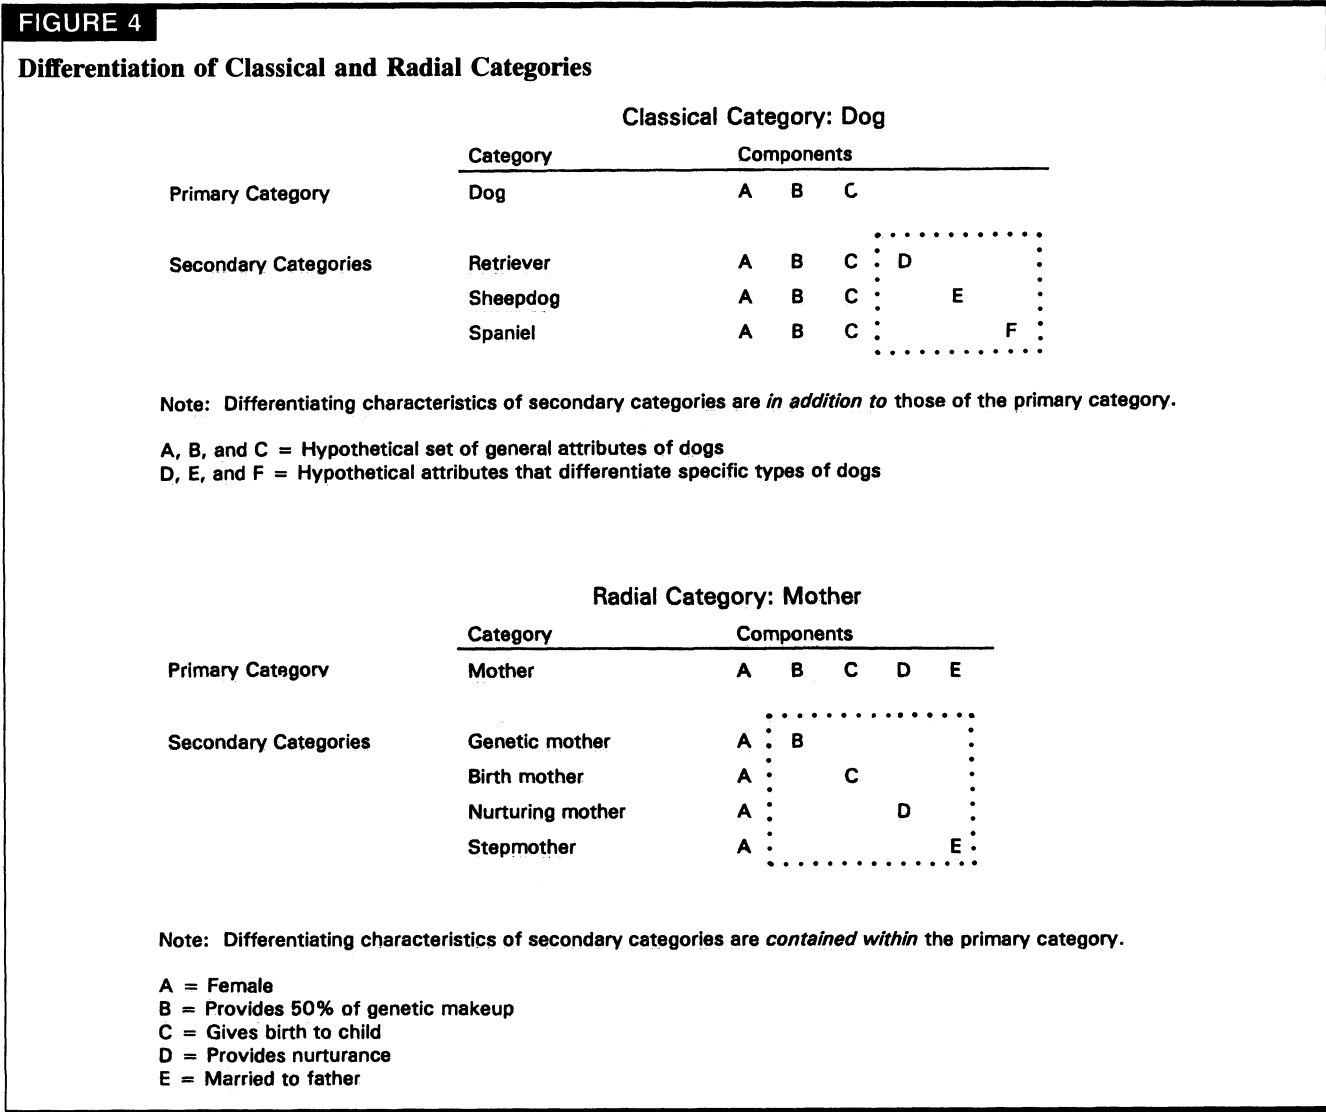 FIGURE 4
Differentiation of Classical and Radial Categories
Classical Category: Dog
Category Components
Primary Category Dog A B C
Secondary Categories Retriever A B C D
Sheepdog A B C E
Spaniel A B C F
Note: Differentiating characteristics of secondary categories are in addition to those of the primary category.
A, B, and C = Hypothetical set of general attributes of dogs
D, E, and F = Hypothetical attributes that differentiate specific types of dogs
Radial Category: Mother
Category Components
Primary Category Mother A B C D E
Secondary Categories Genetic mother A B
Birth mother A C
Nurturing mother A D
Stepmother A E
Note: Differentiating characteristics of secondary categories are contained within the primary category.
A = Female
B = Provides 50% of genetic makeup
C = Gives birth to child
D = Provides nurturance
E = Married to father